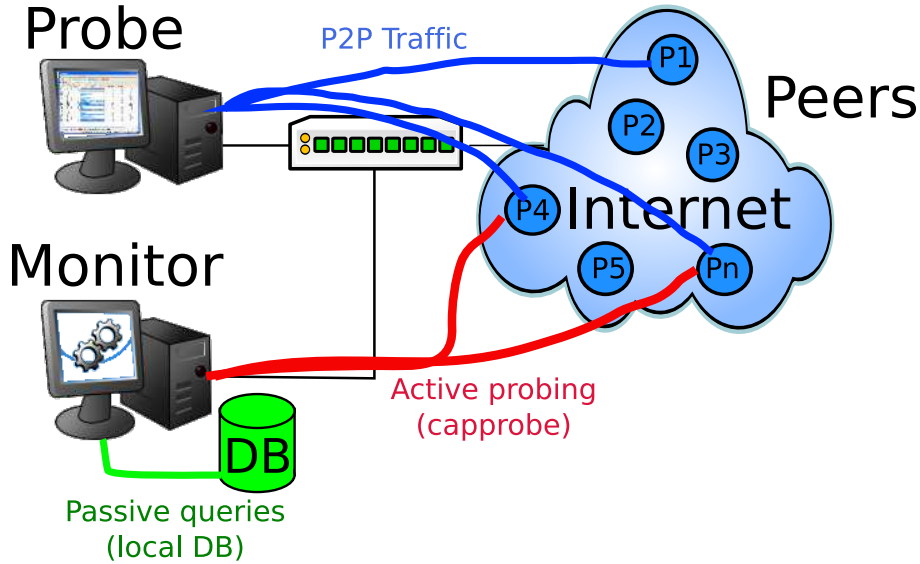 Probe
P2P Traffic
P1
Peers
P2
P3
P4
Internet
Monitor
P5
Pn
Active probing
(capprobe)
DB
Passive queries
(local DB)